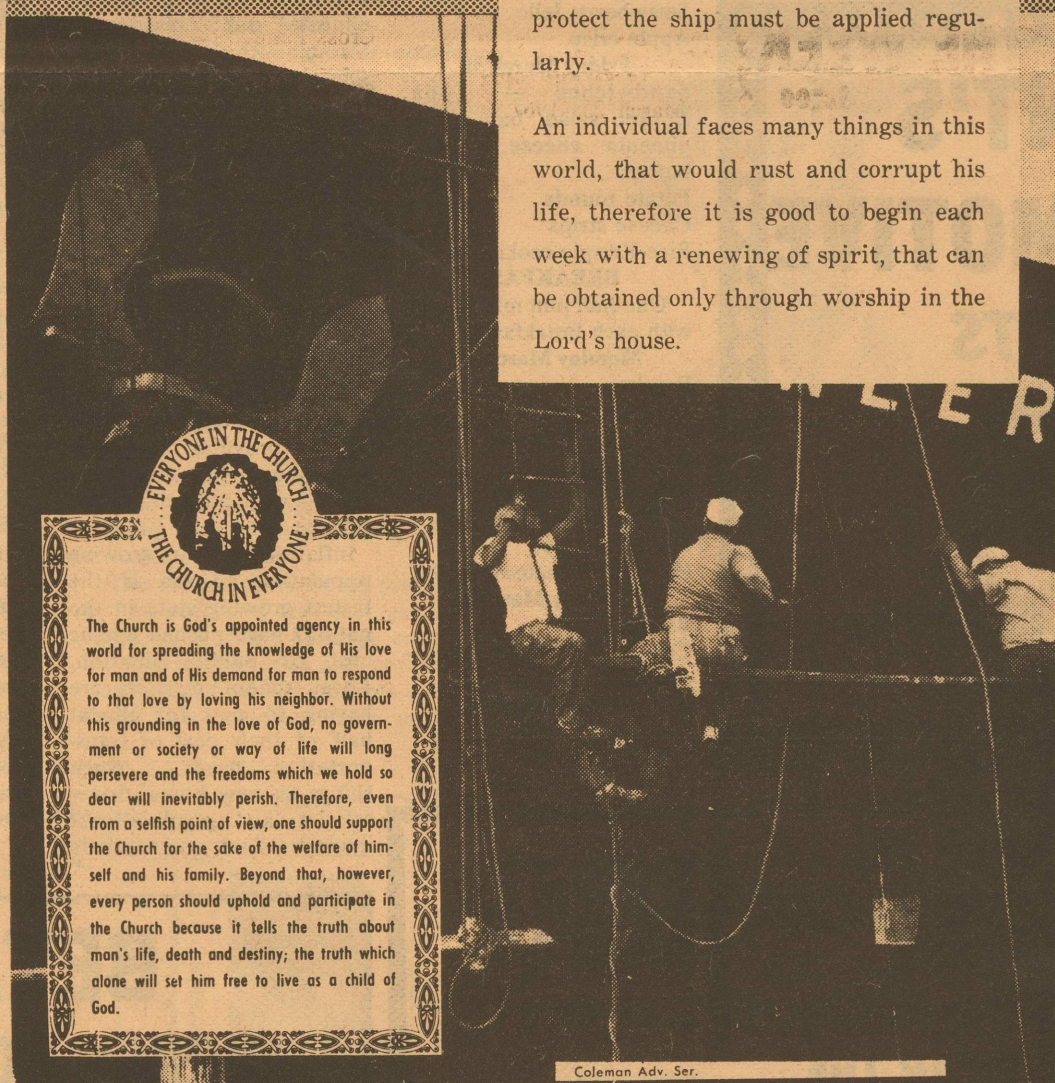 protect the ship must be applied regu-
larly.
An individual faces many things in this
world, that would rust and corrupt his
life, therefore it is good to begin each
week with a renewing of spirit, that can
be obtained only through worship in the
Lord's house.
EVERYONE IN THE CHURCH
THE CHURCH IN EVERYONE
The Church is God's appointed agency in this
world for spreading the knowledge of His love
for man and of His demand for man to respond
to that love by loving his neighbor. Without
this grounding in the love of God, no govern-
ment or society or way of life will long
persevere and the freedoms which we hold so
dear will inevitably perish. Therefore, even
from a selfish point of view, one should support
the Church for the sake of the welfare of him-
self and his family. Beyond that, however,
every person should uphold and participate in
the Church because it tells the truth about
man's life, death and destiny; the truth which
alone will set him free to live as a child of
God.
Coleman Adv. Ser.